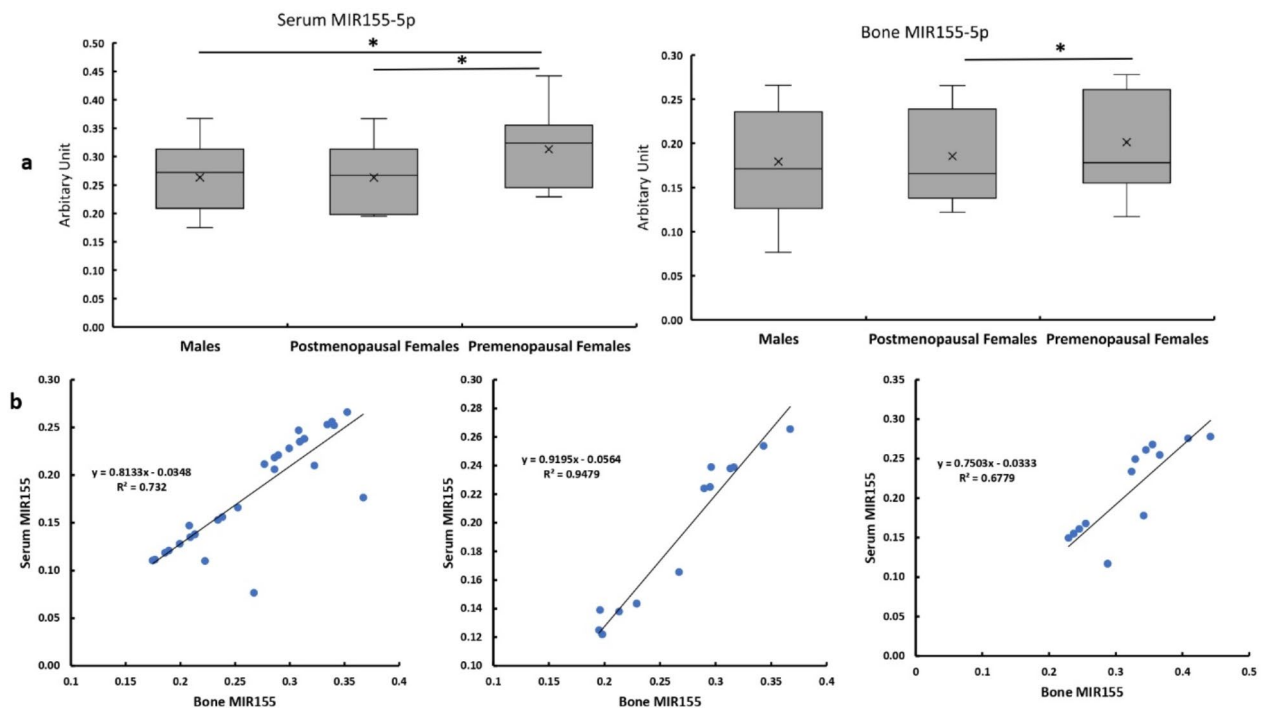 Serum MIR155-5p
*
*
0.50
0.45
0.40
0.35
0.30
0.25
0.20
0.15
0.10
0.05
0.00
Arbitary Unit
Males Postmenopausal Females Premenopausal Females
Bone MIR155-5p
*
0.30
0.25
0.20
0.15
0.10
0.05
0.00
Arbitary Unit
Males Postmenopausal Females Premenopausal Females
a
b
0.30
0.25
0.20
0.15
0.10
0.05
0.00
Serum MIR155
y = 0.8133x - 0.0348
R² = 0.732
0.1 0.15 0.2 0.25 0.3 0.35 0.4
Bone MIR155
0.30
0.28
0.26
0.24
0.22
0.20
0.18
0.16
0.14
0.12
0.10
Serum MIR155
y = 0.9195x - 0.0564
R² = 0.9479
0.1 0.15 0.2 0.25 0.3 0.35 0.4
Bone MIR155
0.35
0.30
0.25
0.20
0.15
0.10
0.05
0.00
Serum MIR155
y = 0.7503x - 0.0333
R² = 0.6779
0 0.1 0.2 0.3 0.4 0.5
Bone MIR155